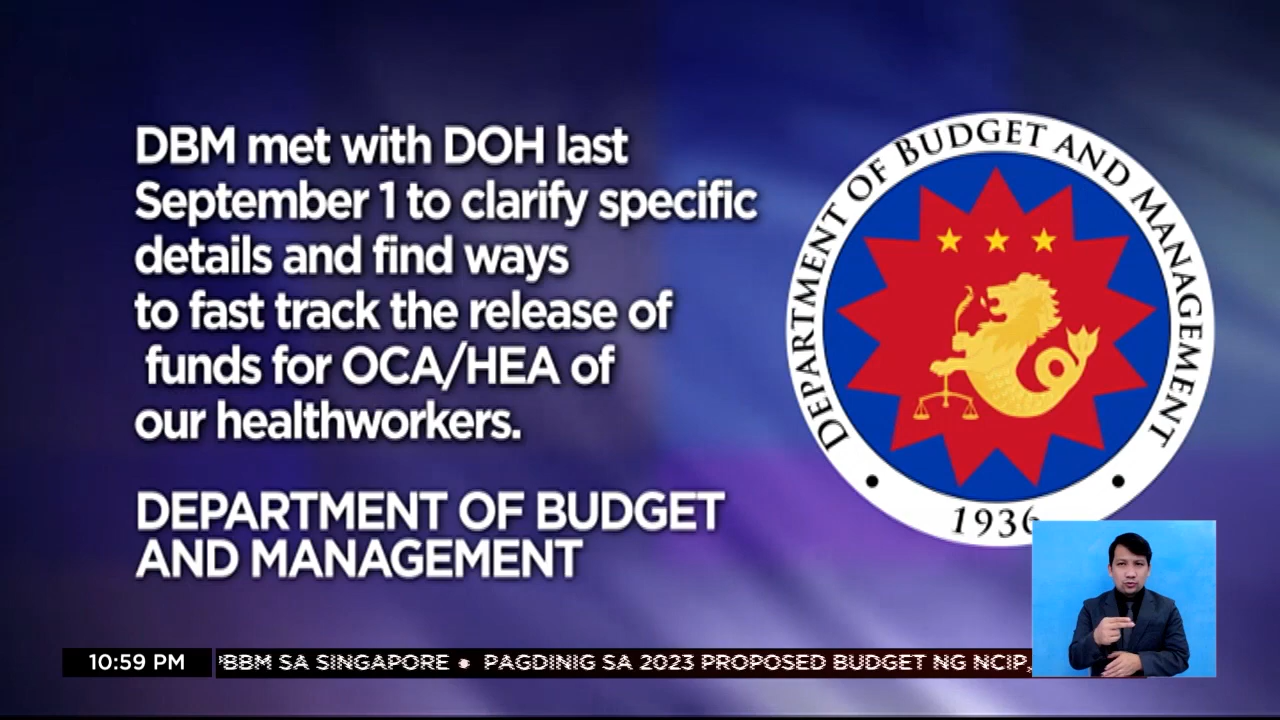 DBM met with DOH last
September 1 to clarify specific
details and find ways
to fast track the release of
funds for OCA/HEA of
our healthworkers.
DEPARTMENT OF BUDGET
AND MANAGEMENT
DEPARTMENT OF BUDGET AND MANAGEMENT
1936
10:59 PM
BBM SA SINGAPORE • PAGDINIG SA 2023 PROPOSED BUDGET NG NCIP,